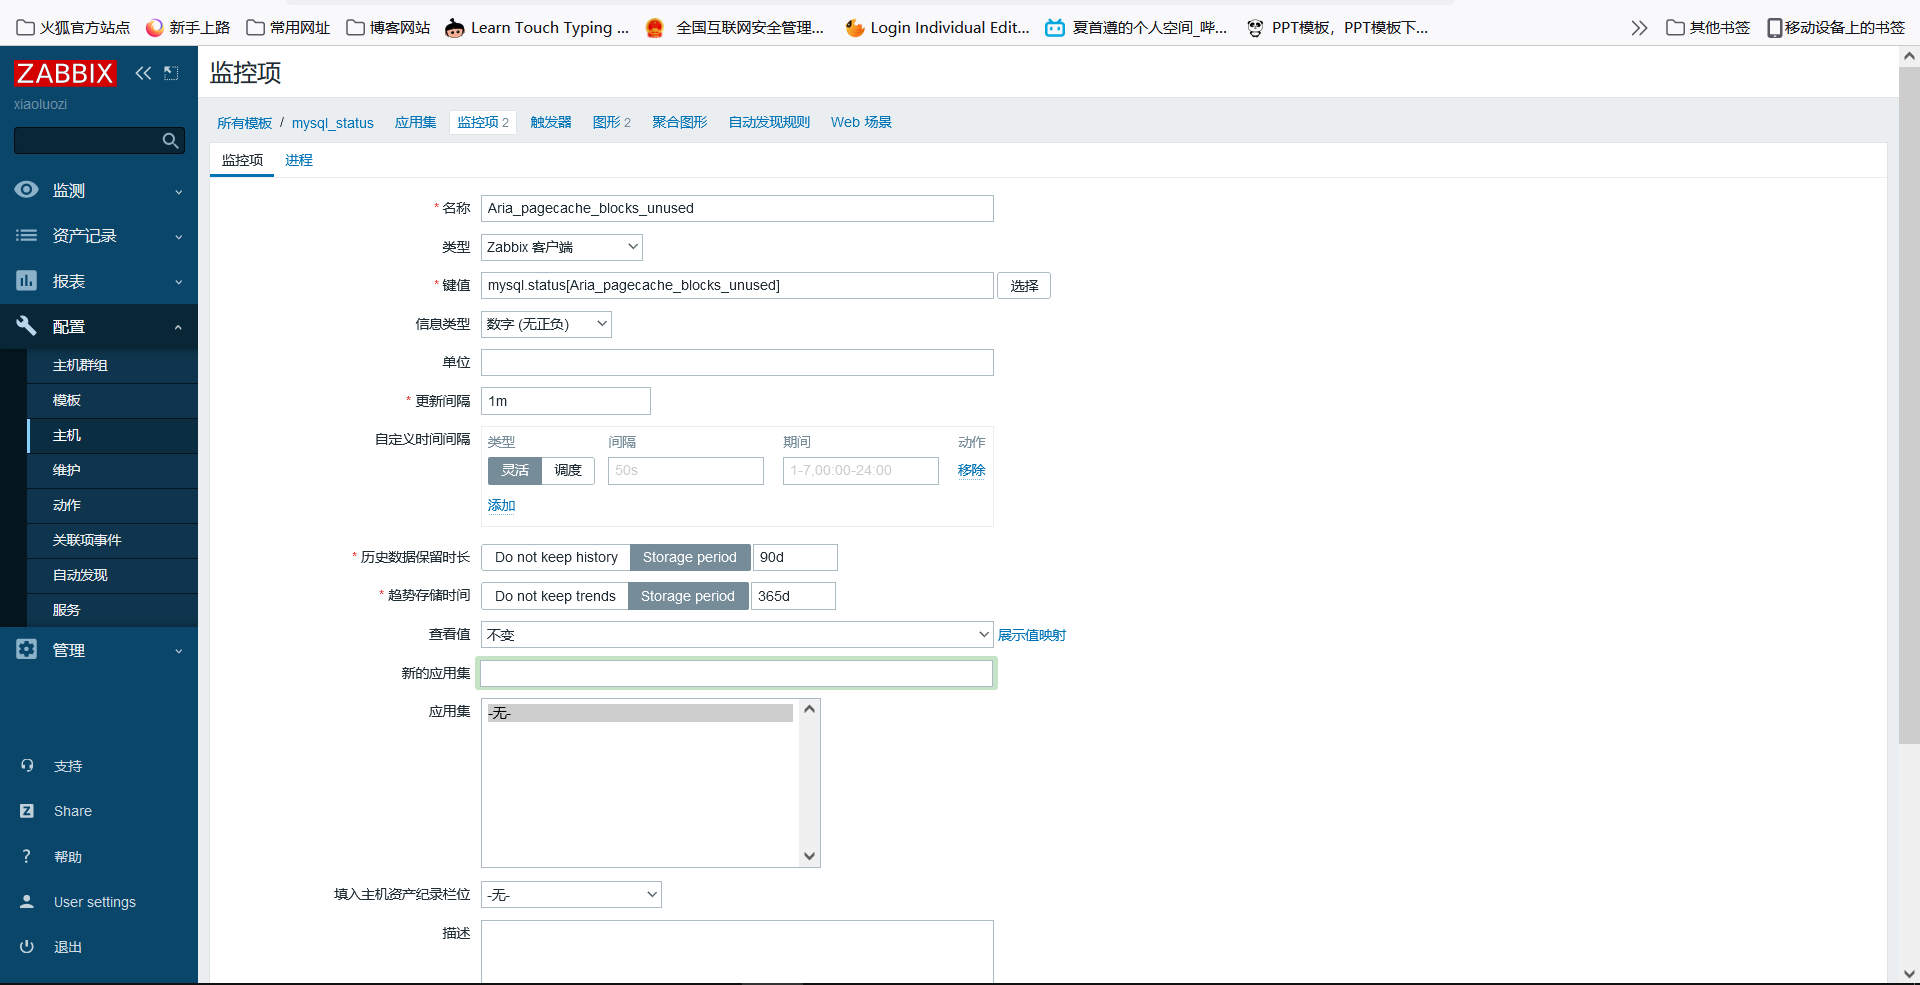 火狐官方站点 新手上路 常用网址 博客网站 Learn Touch Typing ... 全国互联网安全管理... Login Individual Edit... 夏首遵的个人空间_哔... PPT模板，PPT模板下... 其他书签 移动设备上的书签
ZABBIX
xiaoluozi
监测
资产记录
报表
配置
主机群组
模板
主机
维护
动作
关联项事件
自动发现
服务
管理
支持
Share
帮助
User settings
退出
监控项
所有模板 / mysql_status 应用集 监控项 2 触发器 图形 2 聚合图形 自动发现规则 Web 场景
监控项 进程
* 名称 Aria_pagecache_blocks_unused
类型 Zabbix 客户端
* 键值 mysql.status[Aria_pagecache_blocks_unused] 选择
信息类型 数字 (无正负)
单位
* 更新间隔 1m
自定义时间间隔 类型 间隔 期间 动作
灵活 调度 50s 1-7,00:00-24:00 移除
添加
* 历史数据保留时长 Do not keep history Storage period 90d
* 趋势存储时间 Do not keep trends Storage period 365d
查看值 不变 展示值映射
新的应用集
应用集 -无-
填入主机资产纪录栏位 -无-
描述